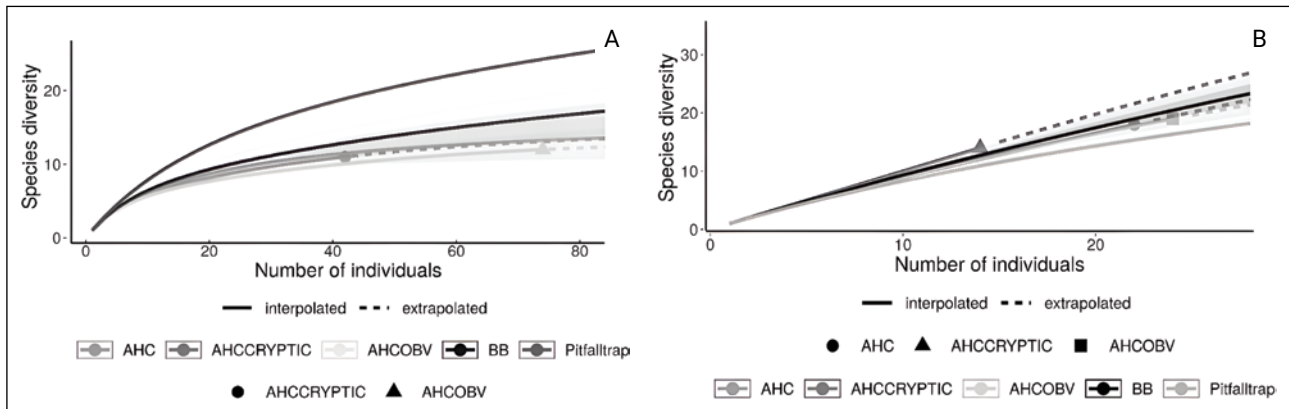 A
Species diversity
20
10
0
0 20 40 60 80
Number of individuals
interpolated extrapolated
AHC AHCCRYPTIC AHCOBV BB Pitfalltrap
AHCCRYPTIC AHCOBV
B
Species diversity
30
20
10
0
0 10 20
Number of individuals
interpolated extrapolated
AHC AHCCRYPTIC AHCOBV
AHC AHCCRYPTIC AHCOBV BB Pitfalltrap